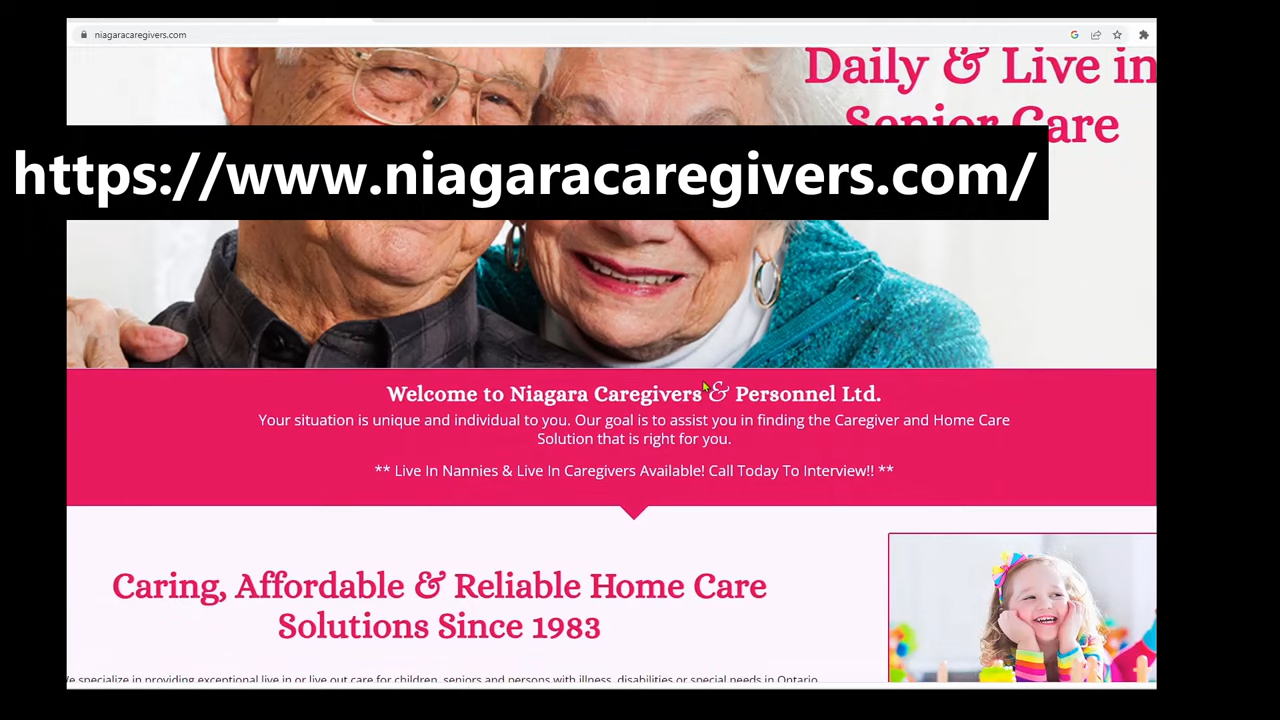 niagaracaregivers.com
Daily & Live in
Senior Care
https://www.niagaracaregivers.com/
Welcome to Niagara Caregivers & Personnel Ltd.
Your situation is unique and individual to you. Our goal is to assist you in finding the Caregiver and Home Care
Solution that is right for you.
** Live In Nannies & Live In Caregivers Available! Call Today To Interview!! **
Caring, Affordable & Reliable Home Care
Solutions Since 1983
We specialize in providing exceptional live in or live out care for children, seniors and persons with illness, disabilities or special needs in Ontario